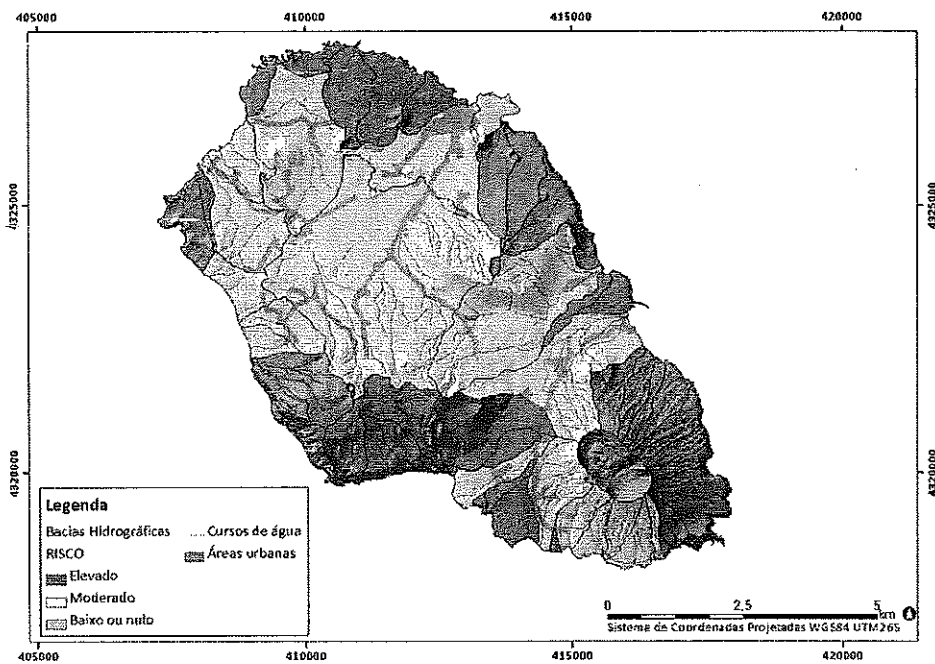 405000 410000 415000 420000
4325000 4325000
4320000 4320000
Legenda
Bacias Hidrográficas
RISCO
Elevado
Moderado
Baixo ou nulo
Cursos de água
Áreas urbanas
0 2,5 5
km
Sistema de Coordenadas Projetadas WGS84 UTM26S
405000 410000 415000 420000